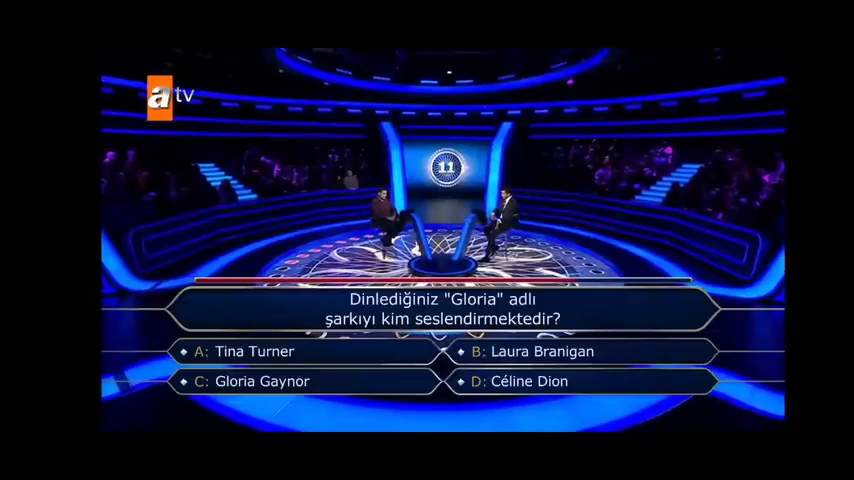 atv
11
Dinlediğiniz "Gloria" adlı
şarkıyı kim seslendirmektedir?
A: Tina Turner
B: Laura Branigan
C: Gloria Gaynor
D: Céline Dion